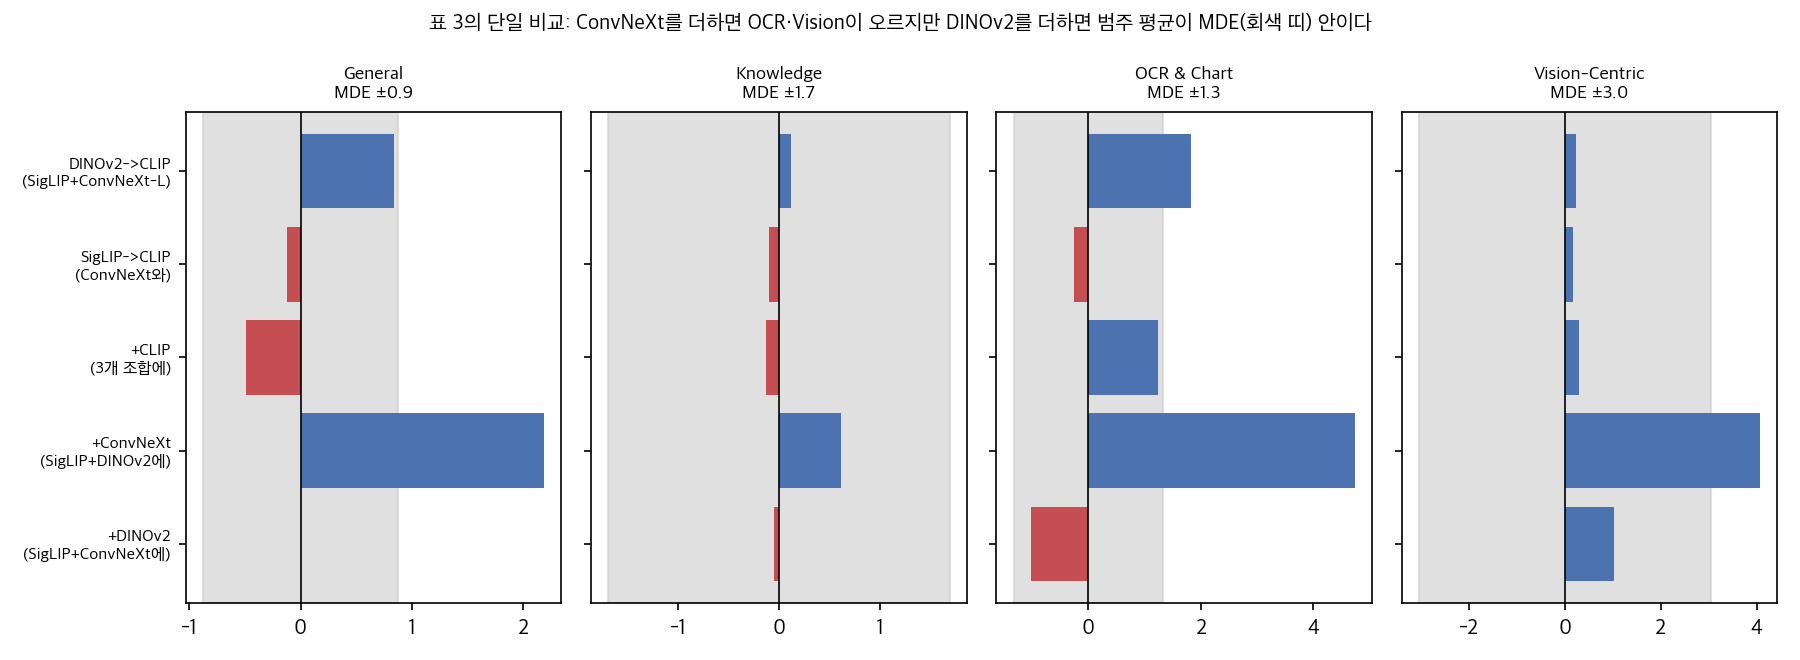 표 3의 단일 비교: ConvNeXt를 더하면 OCR·Vision이 오르지만 DINOv2를 더하면 범주 평균이 MDE(회색 띠) 안이다
General
MDE ±0.9
Knowledge
MDE ±1.7
OCR & Chart
MDE ±1.3
Vision-Centric
MDE ±3.0
DINOv2->CLIP
(SigLIP+ConvNeXt-L)
SigLIP->CLIP
(ConvNeXt와)
+CLIP
(3개 조합에)
+ConvNeXt
(SigLIP+DINOv2에)
+DINOv2
(SigLIP+ConvNeXt에)
-1 0 1 2
-1 0 1
0 2 4
-2 0 2 4